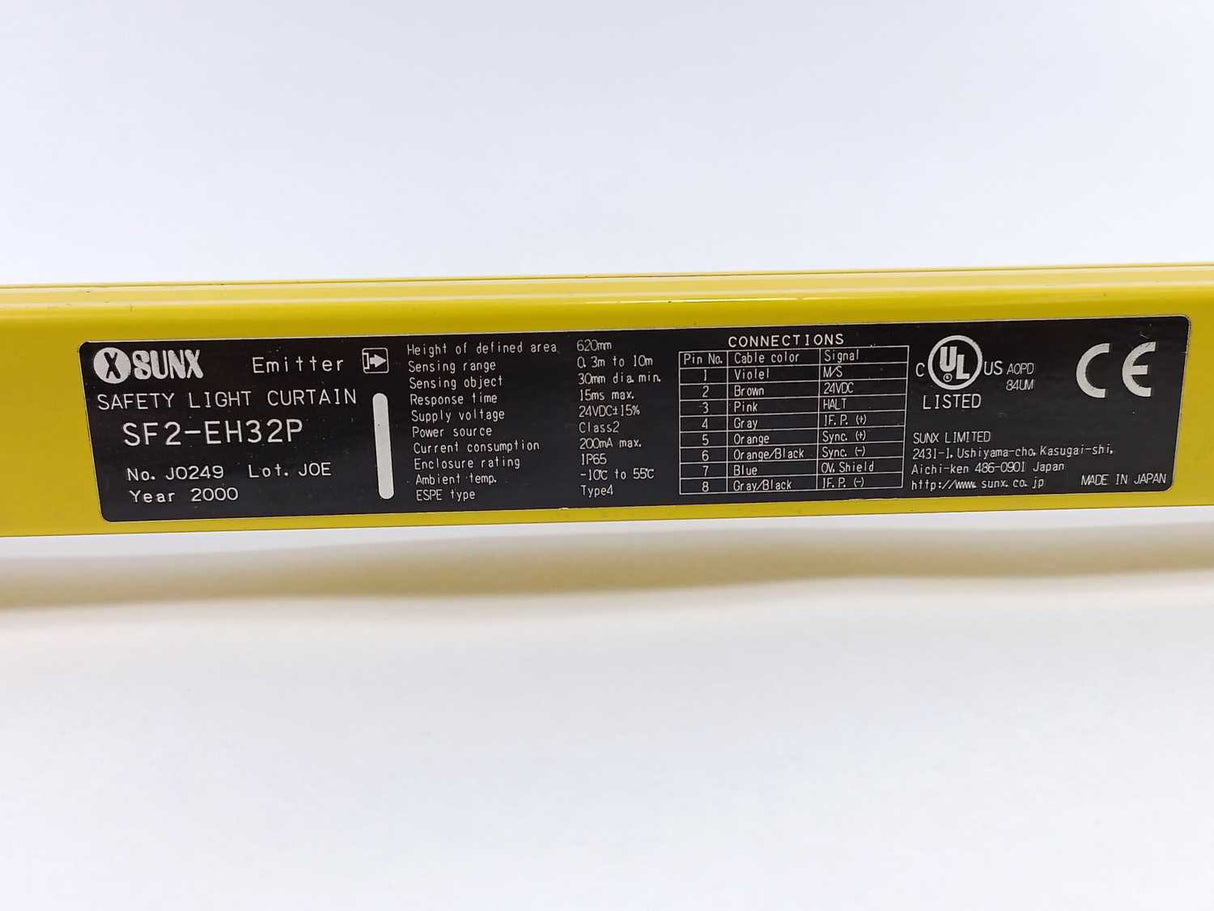 SUNX Emitter
SAFETY LIGHT CURTAIN
SF2-EH32P
No. J0249 Lot. JOE
Year 2000
Height of defined area 620mm
Sensing range 0.3m to 10m
Sensing object 30mm dia. min.
Response time 15ms max.
Supply voltage 24VDC±15%
Power source Class2
Current consumption 200mA max.
Enclosure rating IP65
Ambient temp. -10℃ to 55℃
ESPE type Type4
CONNECTIONS
Pin No. Cable color Signal
1 Violet M/S
2 Brown 24VDC
3 Pink HALT
4 Gray I.F.P. (+)
5 Orange Sync. (+)
6 Orange/Black Sync. (-)
7 Blue 0V, Shield
8 Gray/Black I.F.P. (-)
C UL US AOPD
84UM
LISTED
CE
SUNX LIMITED
2431-1, Ushiyama-cho, Kasugai-shi,
Aichi-ken 486-0901 Japan
http://www.sunx.co.jp
MADE IN JAPAN